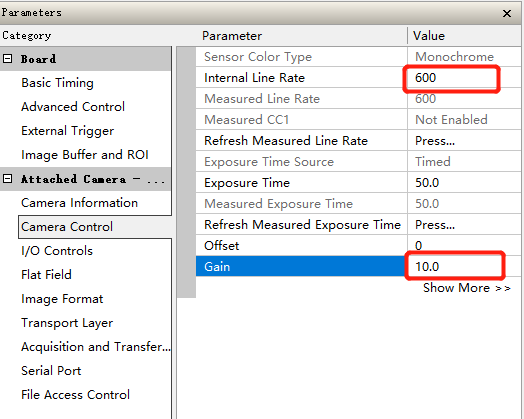 Parameters
Category
Board
Basic Timing
Advanced Control
External Trigger
Image Buffer and ROI
Attached Camera - ...
Camera Information
Camera Control
I/O Controls
Flat Field
Image Format
Transport Layer
Acquisition and Transfer...
Serial Port
File Access Control
Parameter Value
Sensor Color Type Monochrome
Internal Line Rate 600
Measured Line Rate 600
Measured CC1 Not Enabled
Refresh Measured Line Rate Press...
Exposure Time Source Timed
Exposure Time 50.0
Measured Exposure Time 50.0
Refresh Measured Exposure Time Press...
Offset 0
Gain 10.0
Show More >>